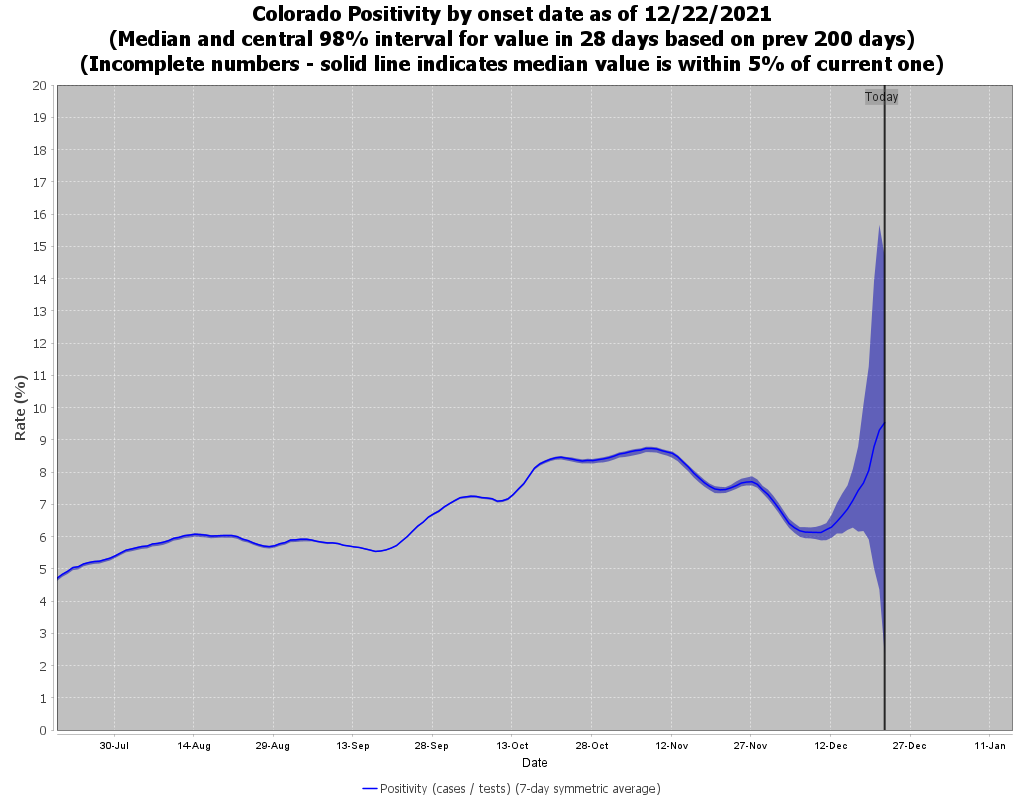 Colorado Positivity by onset date as of 12/22/2021
(Median and central 98% interval for value in 28 days based on prev 200 days)
(Incomplete numbers - solid line indicates median value is within 5% of current one)
Today
20
19
18
17
16
15
14
13
12
11
10
9
8
7
6
5
4
3
2
1
0
Rate (%)
30-Jul 14-Aug 29-Aug 13-Sep 28-Sep 13-Oct 28-Oct 12-Nov 27-Nov 12-Dec 27-Dec 11-Jan
Date
Positivity (cases / tests) (7-day symmetric average)